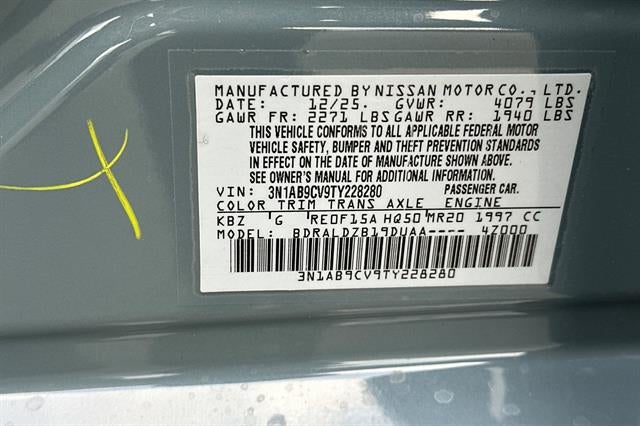 MANUFACTURED BY NISSAN MOTOR CO., LTD.
DATE: 12/25. GVWR: 4079 LBS
GAWR FR: 2271 LBS GAWR RR: 1940 LBS
THIS VEHICLE CONFORMS TO ALL APPLICABLE FEDERAL MOTOR
VEHICLE SAFETY, BUMPER AND THEFT PREVENTION STANDARDS
IN EFFECT ON THE DATE OF MANUFACTURE SHOWN ABOVE.
SEE OWNER'S MANUAL FOR ADDITIONAL INFORMATION.
VIN: 3N1AB9CV9TY228280 PASSENGER CAR.
COLOR TRIM TRANS AXLE ENGINE
KBZ G RE0F15A HQ50 MR20 1997 CC
MODEL: BDRALDZB19DUAA---- 4Z000
3N1AB9CV9TY228280